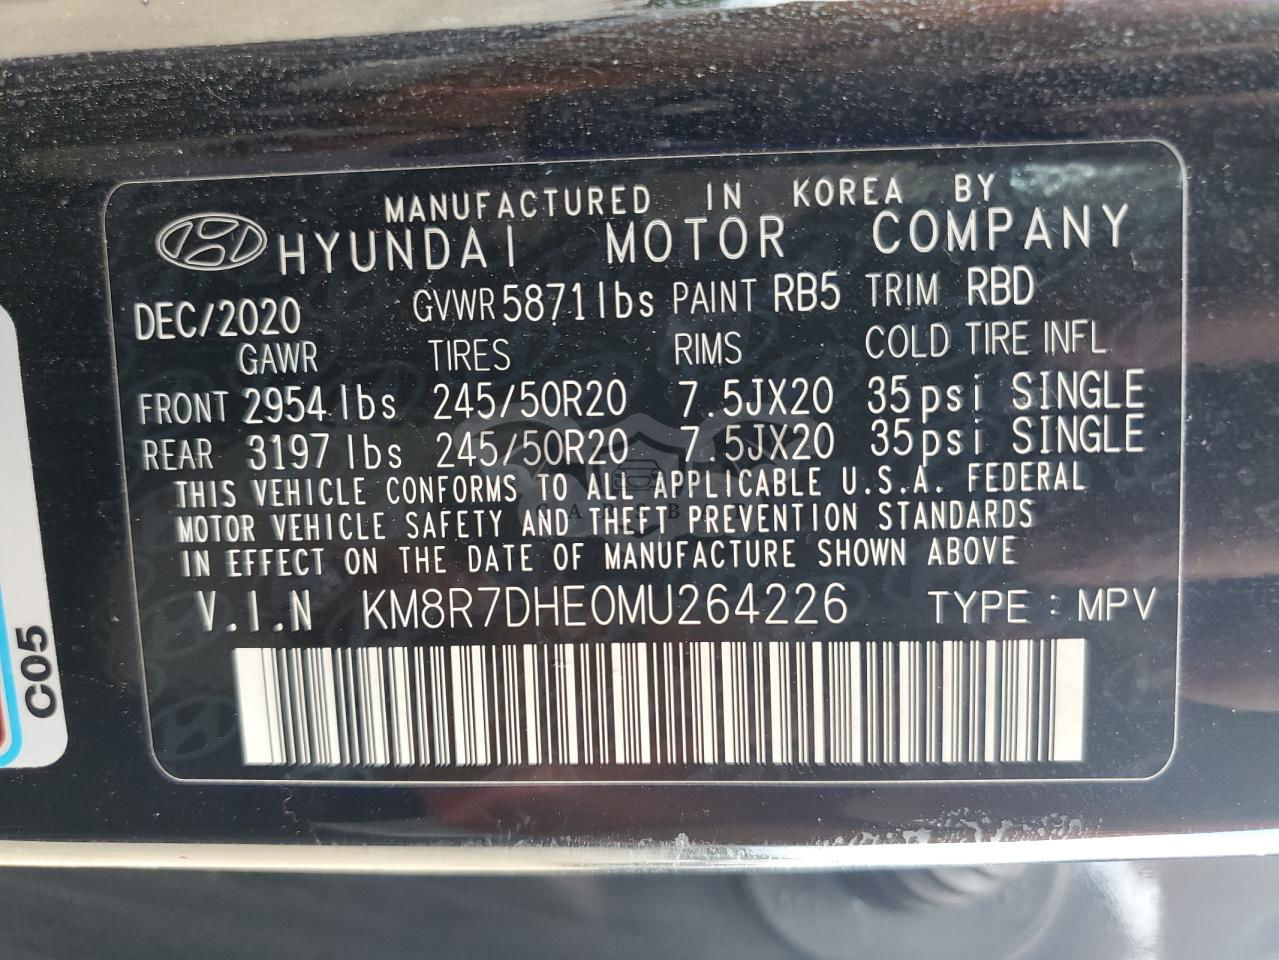 MANUFACTURED IN KOREA BY
HYUNDAI MOTOR COMPANY
DEC/2020 GVWR 5871lbs PAINT RB5 TRIM RBD
GAWR TIRES RIMS COLD TIRE INFL
FRONT 2954 lbs 245/50R20 7.5JX20 35psi SINGLE
REAR 3197 lbs 245/50R20 7.5JX20 35psi SINGLE
THIS VEHICLE CONFORMS TO ALL APPLICABLE U.S.A. FEDERAL
MOTOR VEHICLE SAFETY AND THEFT PREVENTION STANDARDS
IN EFFECT ON THE DATE OF MANUFACTURE SHOWN ABOVE
V.I.N KM8R7DHE0MU264226 TYPE : MPV
C05